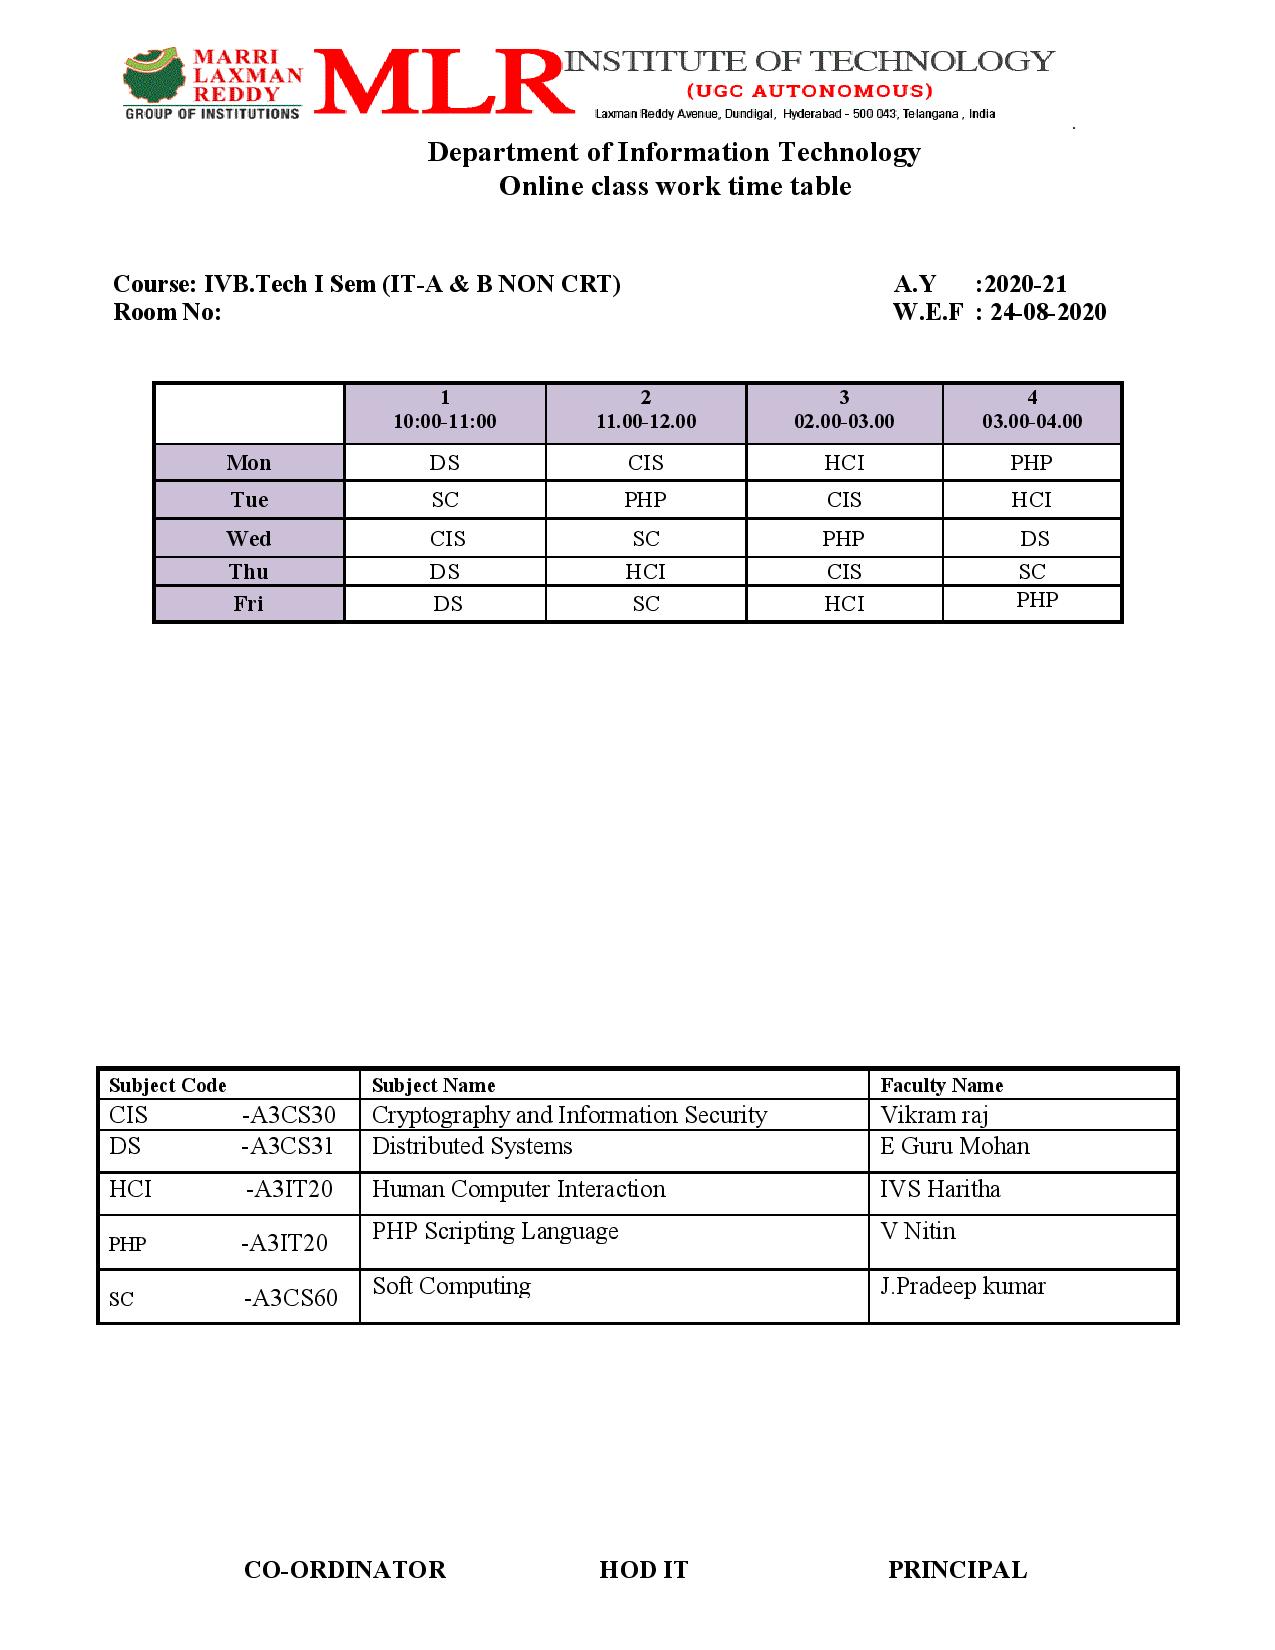 MARRI
LAXMAN
REDDY
GROUP OF INSTITUTIONS
MLR INSTITUTE OF TECHNOLOGY
(UGC AUTONOMOUS)
Laxman Reddy Avenue, Dundigal, Hyderabad - 500 043, Telangana , India
.
Department of Information Technology
Online class work time table
Course: IVB.Tech I Sem (IT-A & B NON CRT) A.Y :2020-21
Room No: W.E.F : 24-08-2020
1 2 3 4
10:00-11:00 11.00-12.00 02.00-03.00 03.00-04.00
Mon DS CIS HCI PHP
Tue SC PHP CIS HCI
Wed CIS SC PHP DS
Thu DS HCI CIS SC
Fri DS SC HCI PHP
Subject Code Subject Name Faculty Name
CIS -A3CS30 Cryptography and Information Security Vikram raj
DS -A3CS31 Distributed Systems E Guru Mohan
HCI -A3IT20 Human Computer Interaction IVS Haritha
PHP -A3IT20 PHP Scripting Language V Nitin
SC -A3CS60 Soft Computing J.Pradeep kumar
CO-ORDINATOR HOD IT PRINCIPAL